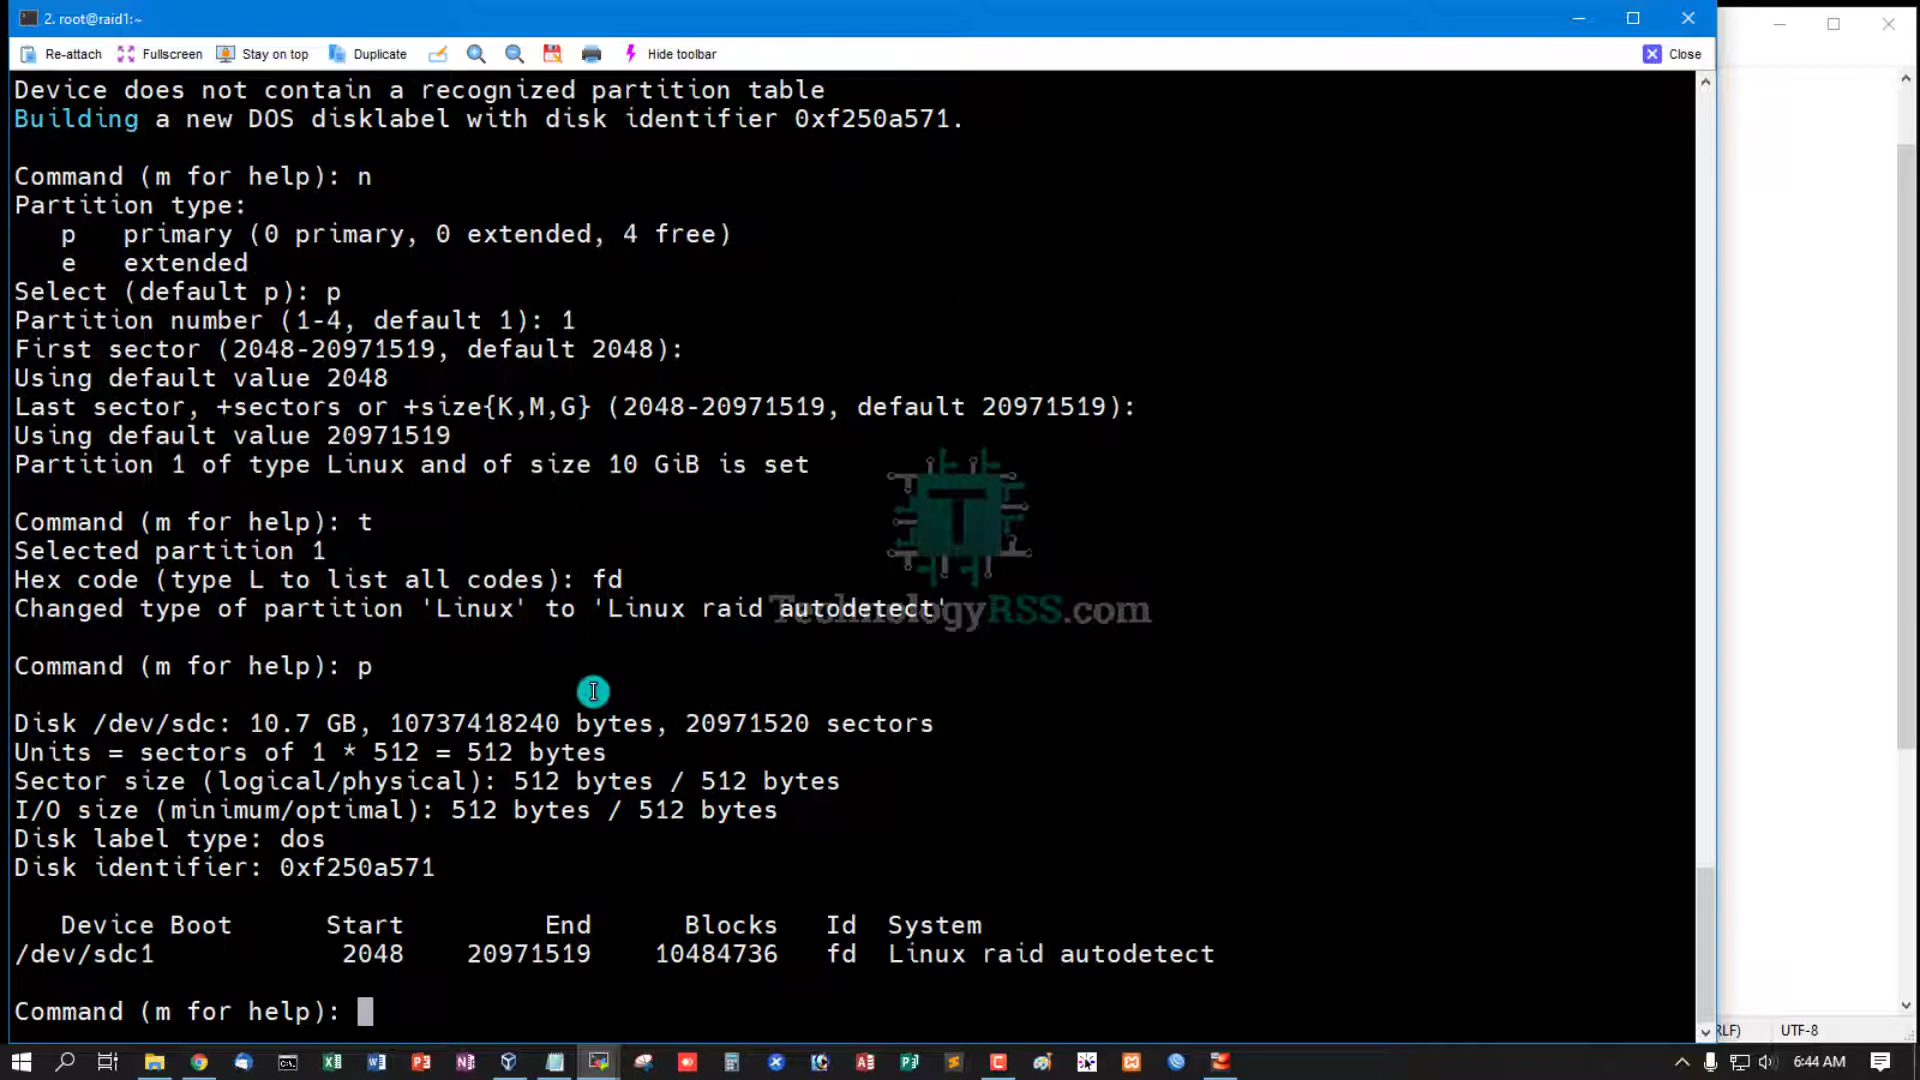 2. root@raid1:~
Re-attach Fullscreen Stay on top Duplicate Hide toolbar Close
Device does not contain a recognized partition table
Building a new DOS disklabel with disk identifier 0xf250a571.
Command (m for help): n
Partition type:
p primary (0 primary, 0 extended, 4 free)
e extended
Select (default p): p
Partition number (1-4, default 1): 1
First sector (2048-20971519, default 2048):
Using default value 2048
Last sector, +sectors or +size{K,M,G} (2048-20971519, default 20971519):
Using default value 20971519
Partition 1 of type Linux and of size 10 GiB is set
Command (m for help): t
Selected partition 1
Hex code (type L to list all codes): fd
Changed type of partition 'Linux' to 'Linux raid autodetect'
TechnologyRSS.com
Command (m for help): p
Disk /dev/sdc: 10.7 GB, 10737418240 bytes, 20971520 sectors
Units = sectors of 1 * 512 = 512 bytes
Sector size (logical/physical): 512 bytes / 512 bytes
I/O size (minimum/optimal): 512 bytes / 512 bytes
Disk label type: dos
Disk identifier: 0xf250a571
Device Boot Start End Blocks Id System
/dev/sdc1 2048 20971519 10484736 fd Linux raid autodetect
Command (m for help):
RLF) UTF-8
6:44 AM